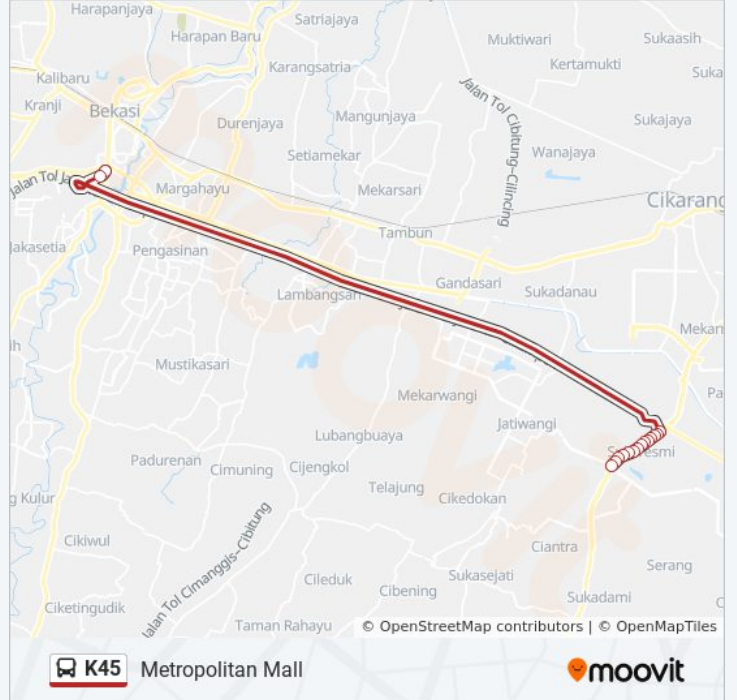 Harapanjaya
Satriajaya
Harapan Baru
Muktiwari
Sukaasih
Kertamukti
Karangsatria
Suka
Kalibaru
Kranji
Bekasi
Jalan Tol Cibitung–Cilincing
Mangunjaya
Durenjaya
Sukajaya
Setiamekar
Wanajaya
Jalan Tol Ja
Margahayu
Mekarsari
Cikarang
Tambun
Jakasetia
Pengasinan
Gandasari
Sukadanau
Lambangsari
Mekar
ih
Mustikasari
Mekarwangi
Pa
Jatiwangi
Lubangbuaya
Padurenan
Cimuning
Cijengkol
Telajung
Cikedokan
g Kulur
Jalan Tol Cimanggis–Cibitung
Cikiwul
Ciantra
Serang
Sukasejati
Cileduk
Cibening
Sukadami
Ciketingudik
Taman Rahayu
© OpenStreetMap contributors | © OpenMapTiles
K45 Metropolitan Mall
moovit